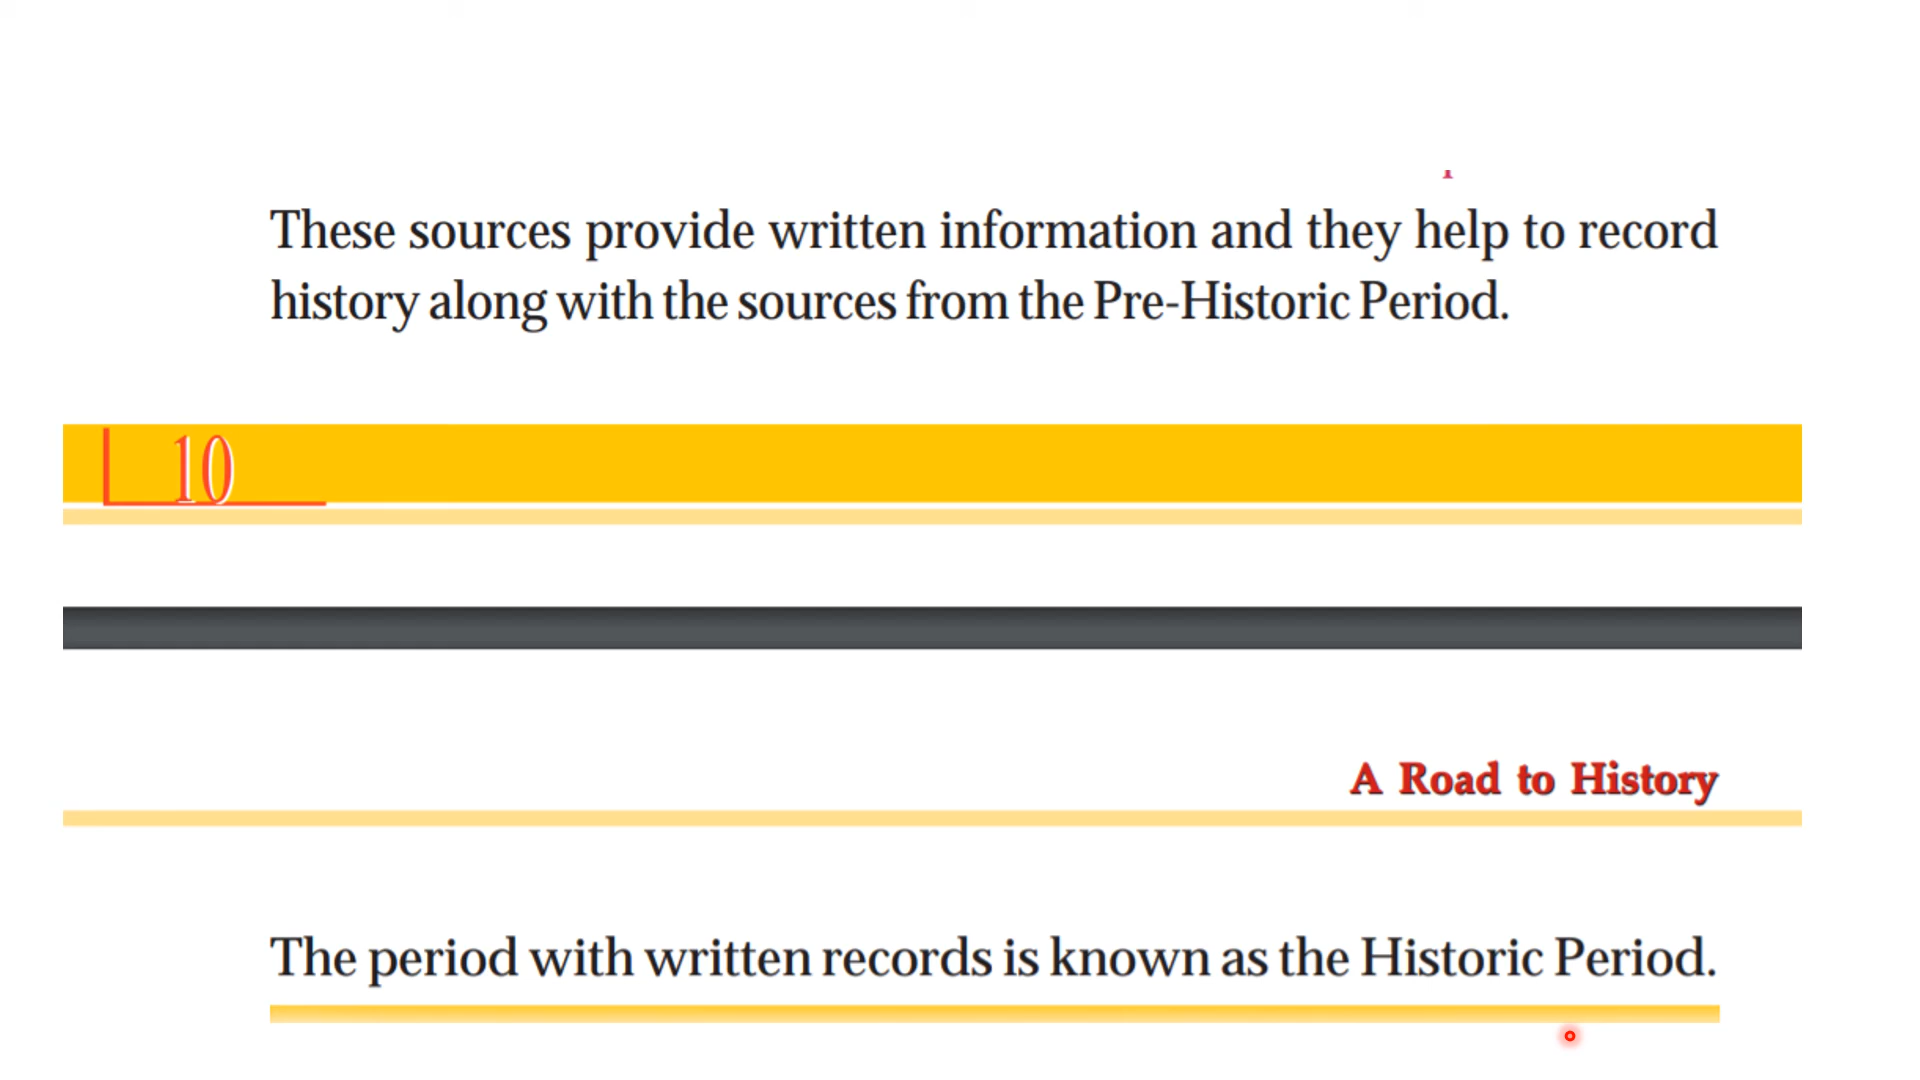 These sources provide written information and they help to record
history along with the sources from the Pre-Historic Period.
10
A Road to History
The period with written records is known as the Historic Period.